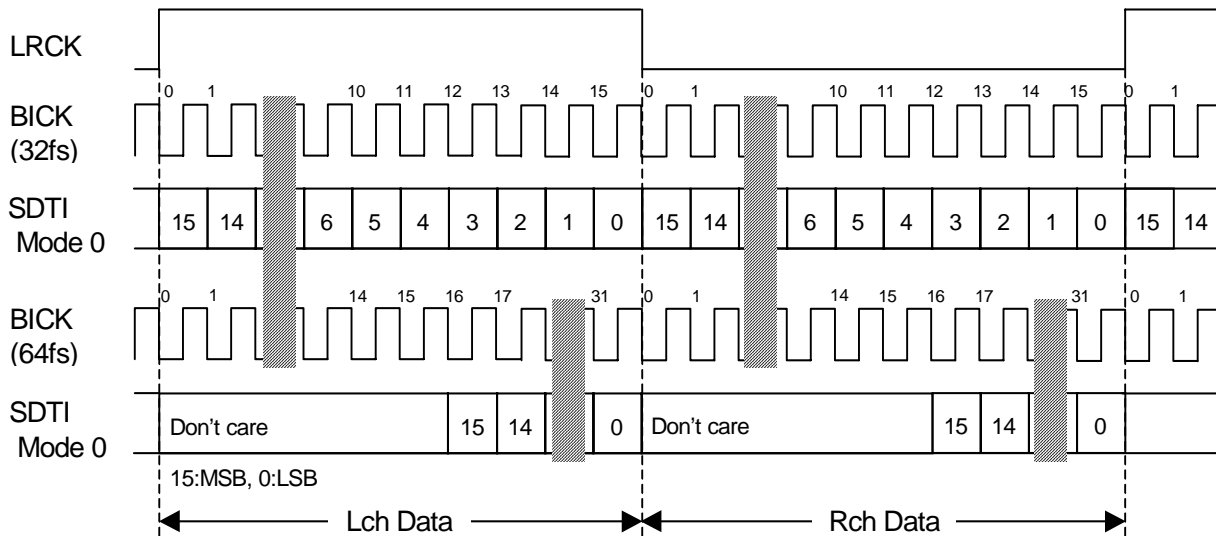 LRCK
0 1 10 11 12 13 14 15 0 1 10 11 12 13 14 15 0 1
BICK
(32fs)
SDTI
Mode 0
15 14 6 5 4 3 2 1 0 15 14 6 5 4 3 2 1 0 15 14
0 1 14 15 16 17 31 0 1 14 15 16 17 31 0 1
BICK
(64fs)
SDTI
Mode 0
Don't care 15 14 0 Don't care 15 14 0
15:MSB, 0:LSB
Lch Data Rch Data